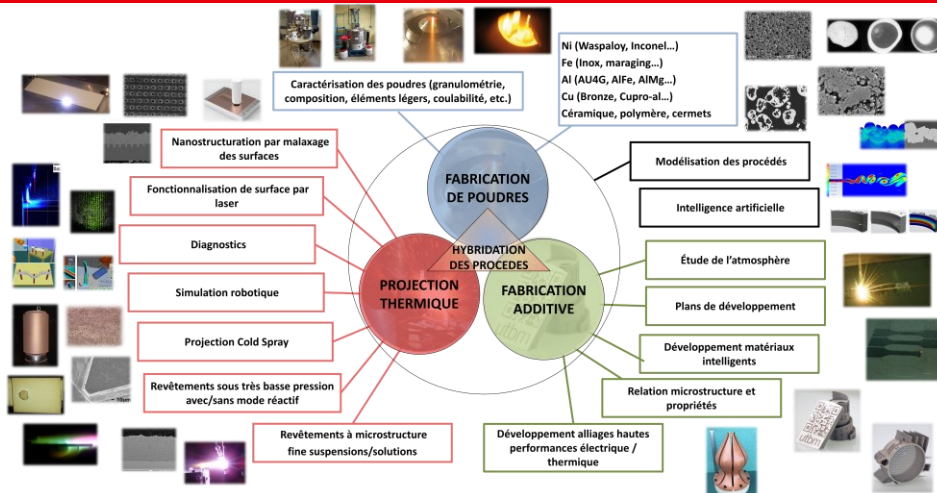 Caractérisation des poudres (granulométrie,
composition, éléments légers, coulabilité, etc.)
Ni (Waspaloy, Inconel...)
Fe (Inox, maraging...)
Al (AU4G, AlFe, AlMg...)
Cu (Bronze, Cupro-al...)
Céramique, polymère, cermets
Nanostructuration par malaxage
des surfaces
Fonctionnalisation de surface par
laser
Diagnostics
Simulation robotique
Projection Cold Spray
Revêtements sous très basse pression
avec/sans mode réactif
Revêtements à microstructure
fine suspensions/solutions
FABRICATION
DE POUDRES
HYBRIDATION
DES PROCEDES
PROJECTION
THERMIQUE
FABRICATION
ADDITIVE
Modélisation des procédés
Intelligence artificielle
Étude de l'atmosphère
Plans de développement
Développement matériaux
intelligents
Relation microstructure et
propriétés
Développement alliages hautes
performances électrique /
thermique
utbm
utbm